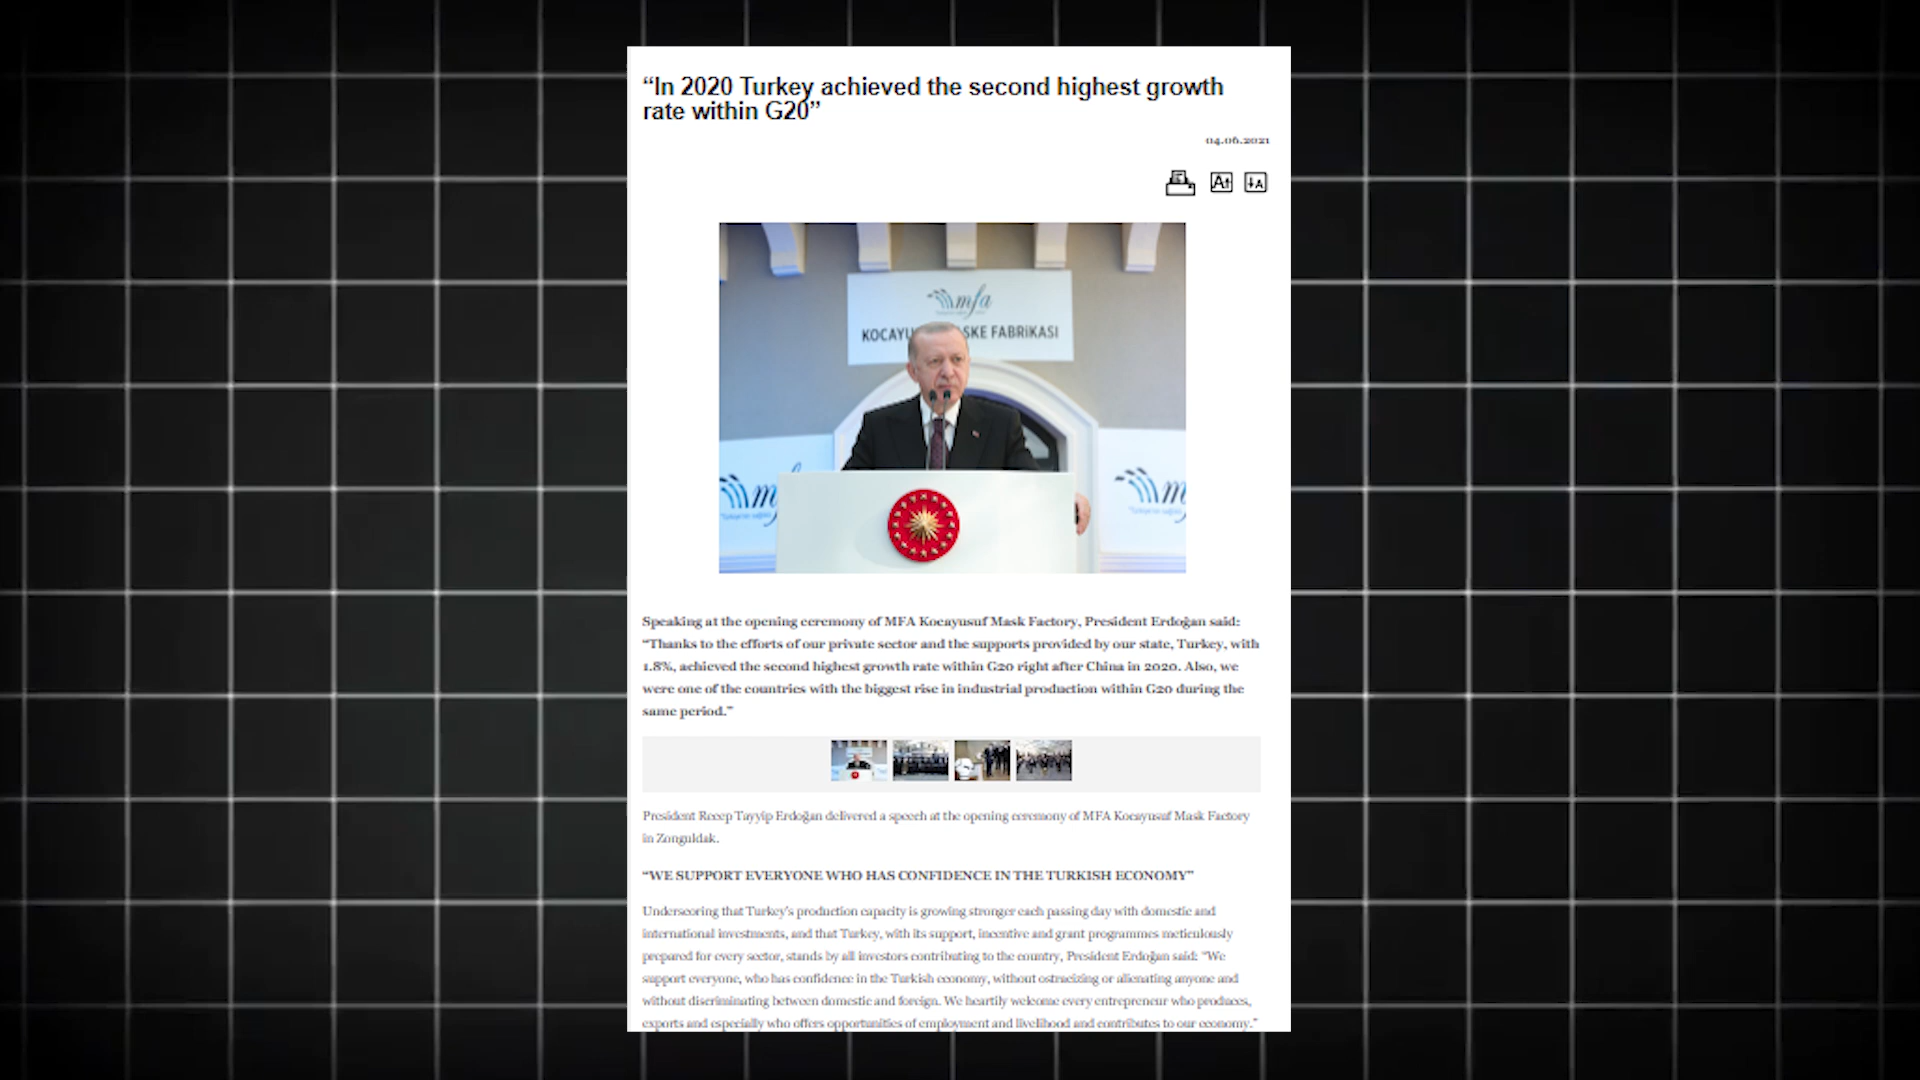 “In 2020 Turkey achieved the second highest growth
rate within G20”
04.06.2021
mfa
KOCAYU
SKE FABRİKASI
Speaking at the opening ceremony of MFA Kocayusuf Mask Factory, President Erdoğan said:
“Thanks to the efforts of our private sector and the supports provided by our state, Turkey, with
1.8%, achieved the second highest growth rate within G20 right after China in 2020. Also, we
were one of the countries with the biggest rise in industrial production within G20 during the
same period.”
President Recep Tayyip Erdoğan delivered a speech at the opening ceremony of MFA Kocayusuf Mask Factory
in Zonguldak.
“WE SUPPORT EVERYONE WHO HAS CONFIDENCE IN THE TURKISH ECONOMY”
Underscoring that Turkey’s production capacity is growing stronger each passing day with domestic and
international investments, and that Turkey, with its support, incentive and grant programmes meticulously
prepared for every sector, stands by all investors contributing to the country, President Erdoğan said: “We
support everyone, who has confidence in the Turkish economy, without ostracizing or alienating anyone and
without discriminating between domestic and foreign. We heartily welcome every entrepreneur who produces,
exports and especially who offers opportunities of employment and livelihood and contributes to our economy.”